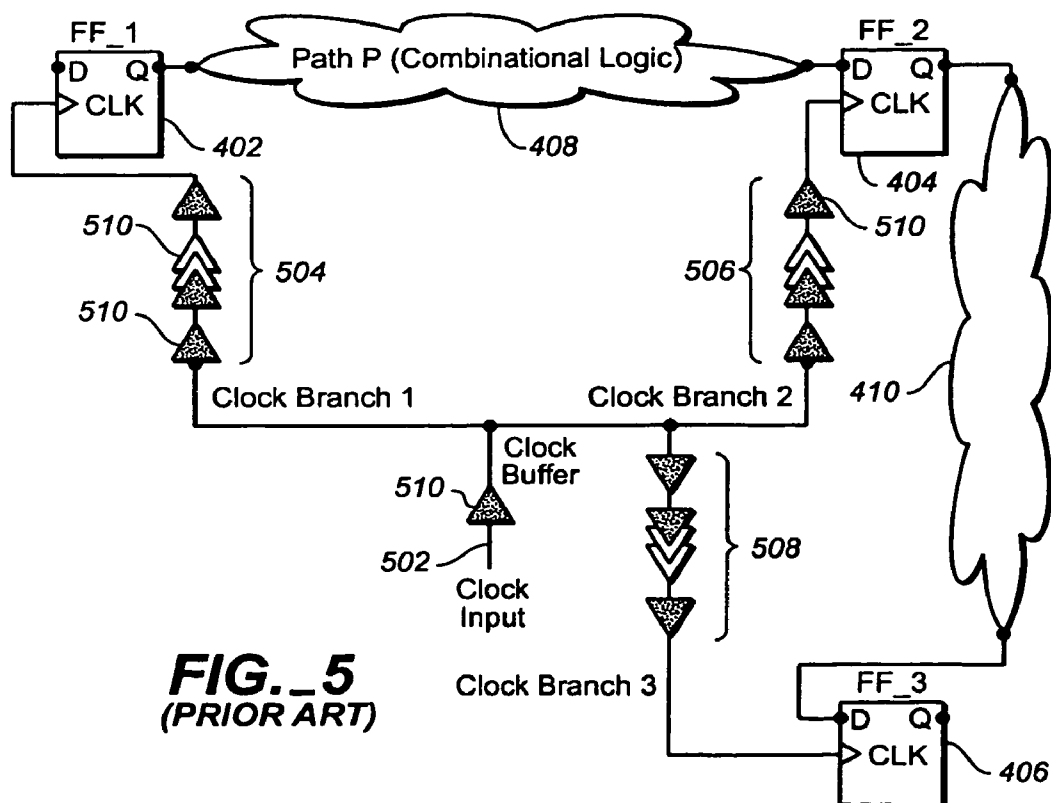 FF_1
FF_2
Path P (Combinational Logic)
D Q
CLK
D Q
CLK
402
408
404
510
504
506
510
510
410
Clock Branch 1
Clock Branch 2
Clock
Buffer
510
508
502
Clock
Input
FIG._5
(PRIOR ART)
Clock Branch 3
FF_3
D Q
CLK
406